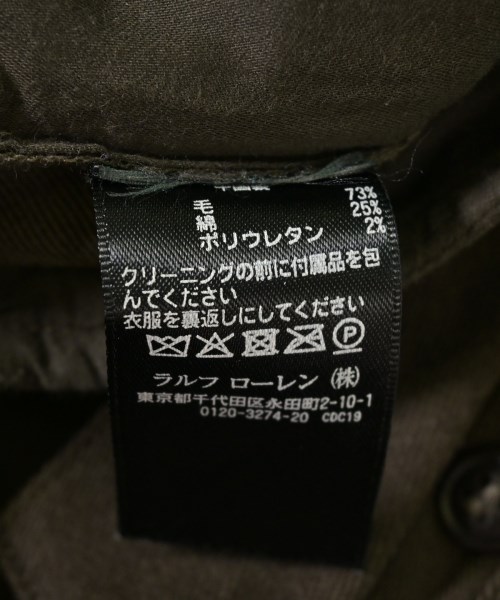 毛 73%
綿 25%
ポリウレタン 2%
クリーニングの前に付属品を包
んでください
衣服を裏返しにしてください
ラルフ ローレン (株)
東京都千代田区永田町2-10-1
0120-3274-20 CDC19